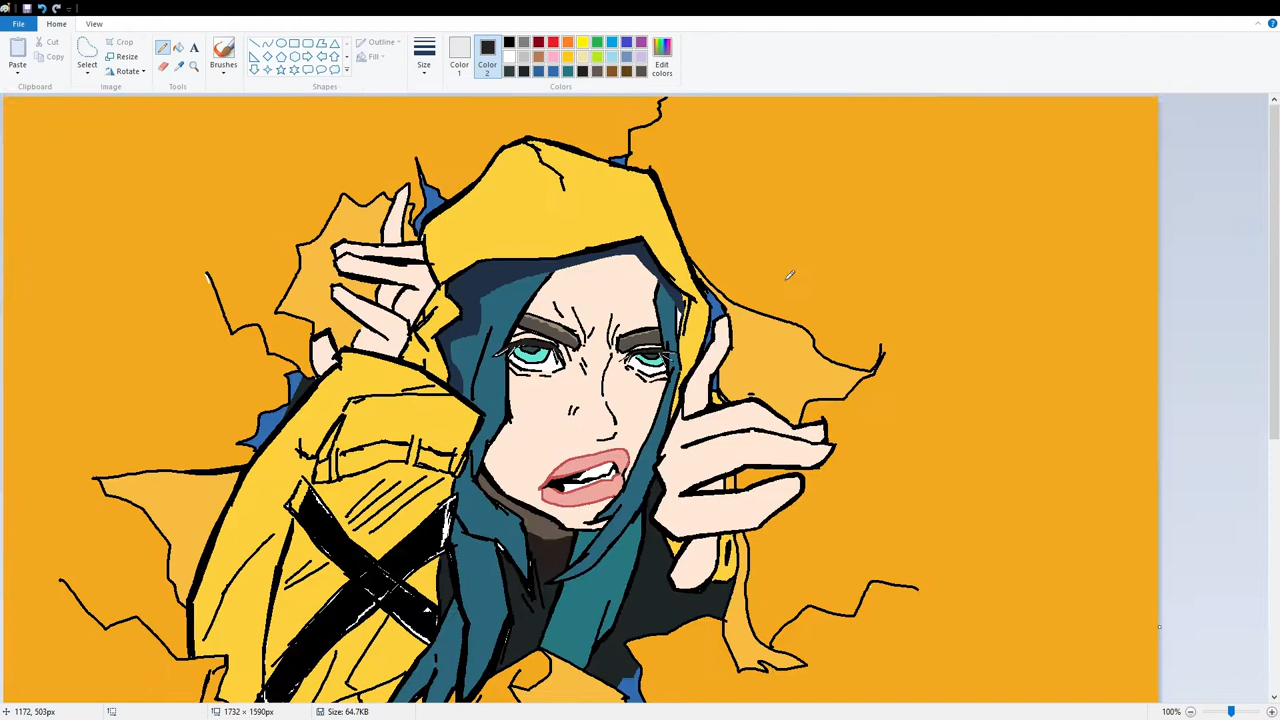 File Home View
Paste Cut Copy Select Crop Resize Rotate A Brushes Outline Fill Size Color 1 Color 2 Edit colors
Clipboard Image Tools Shapes Colors
1172, 503px 1732 × 1590px Size: 64.7KB 100%